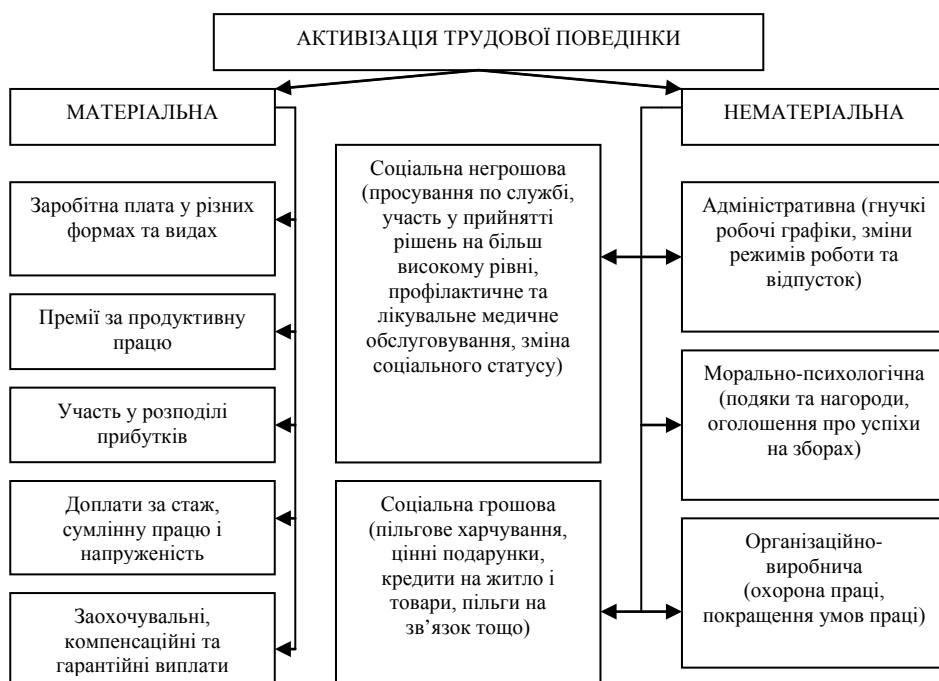 АКТИВІЗАЦІЯ ТРУДОВОЇ ПОВЕДІНКИ
МАТЕРІАЛЬНА
НЕМАТЕРІАЛЬНА
Заробітна плата у різних
формах та видах
Премії за продуктивну
працю
Участь у розподілі
прибутків
Доплати за стаж,
сумлінну працю і
напруженість
Заохочувальні,
компенсаційні та
гарантійні виплати
Соціальна негрошова
(просування по службі,
участь у прийнятті
рішень на більш
високому рівні,
профілактичне та
лікувальне медичне
обслуговування, зміна
соціального статусу)
Соціальна грошова
(пільгове харчування,
цінні подарунки,
кредити на житло і
товари, пільги на
зв’язок тощо)
Адміністративна (гнучкі
робочі графіки, зміни
режимів роботи та
відпусток)
Морально-психологічна
(подяки та нагороди,
оголошення про успіхи
на зборах)
Організаційно-
виробнича
(охорона праці,
покращення умов праці)